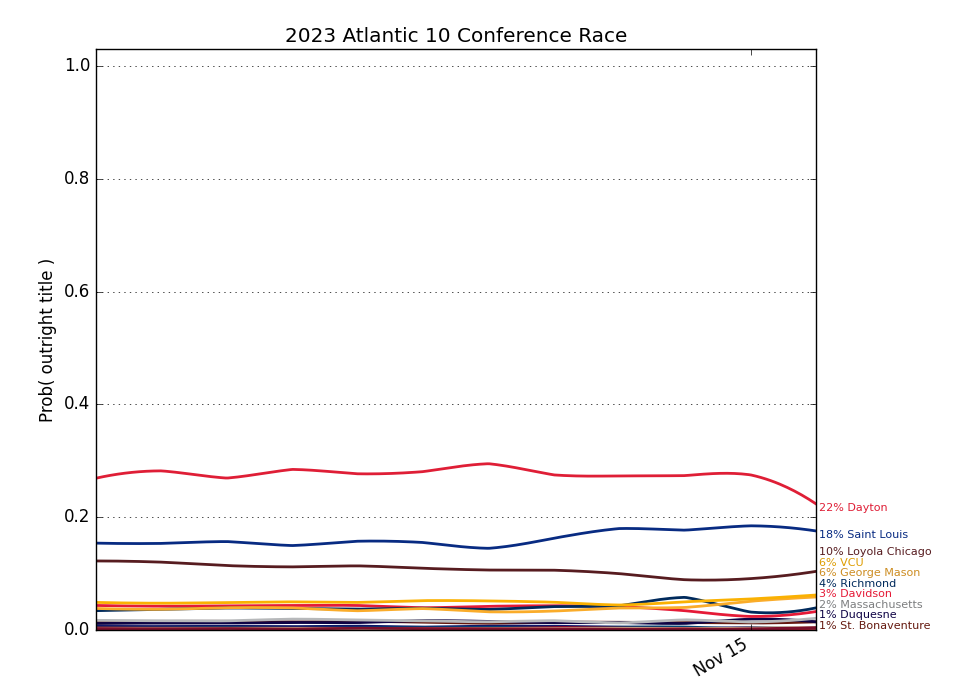 2023 Atlantic 10 Conference Race
Prob( outright title )
1.0
0.8
0.6
0.4
0.2
0.0
22% Dayton
18% Saint Louis
10% Loyola Chicago
6% VCU
6% George Mason
4% Richmond
3% Davidson
2% Massachusetts
1% Duquesne
1% St. Bonaventure
Nov 15